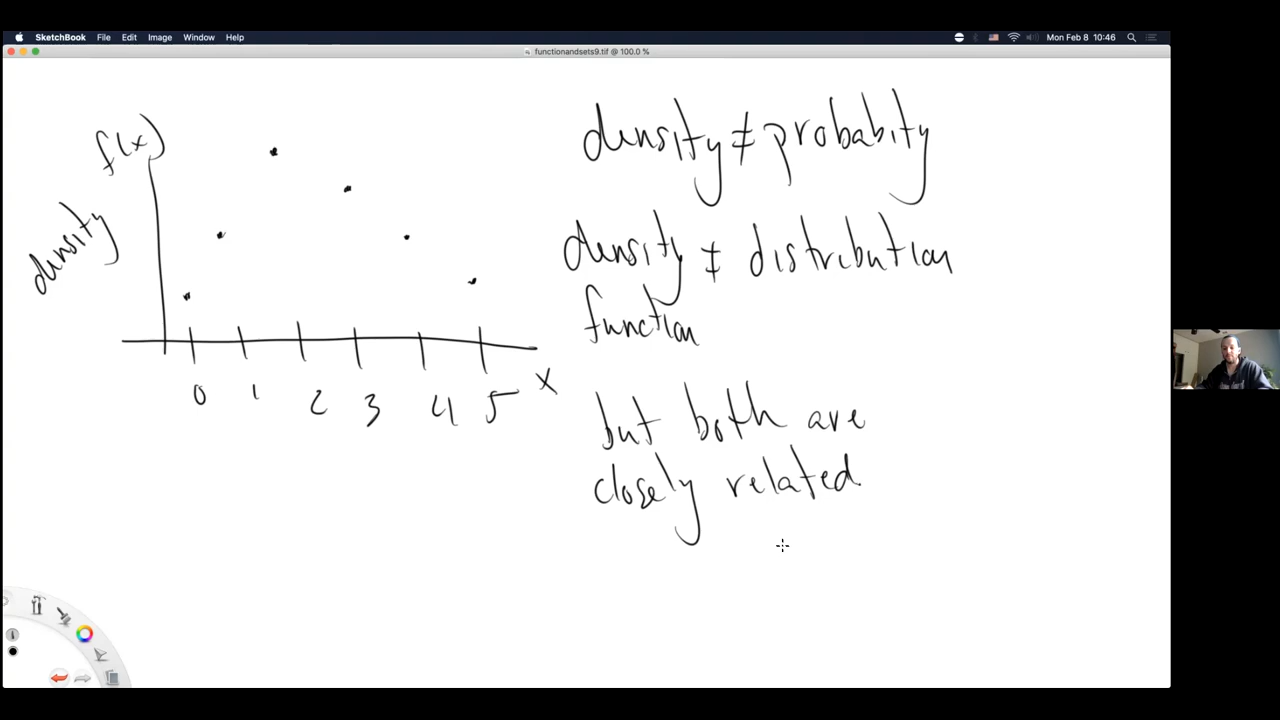 SketchBook File Edit Image Window Help Mon Feb 8 10:46
functionandsets9.tif @ 100.0 %
f(x)
density
0 1 2 3 4 5 x
density ≠ probabity
density ≠ distribution
function
but both are
closely related